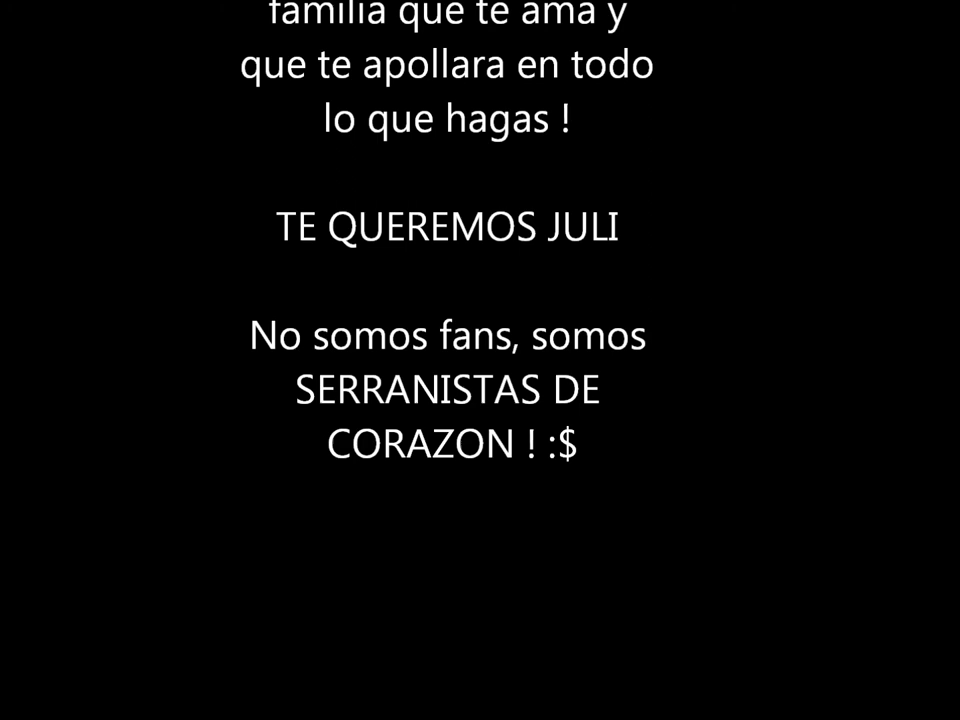 familia que te ama y
que te apollara en todo
lo que hagas !
TE QUEREMOS JULI
No somos fans, somos
SERRANISTAS DE
CORAZON ! :$